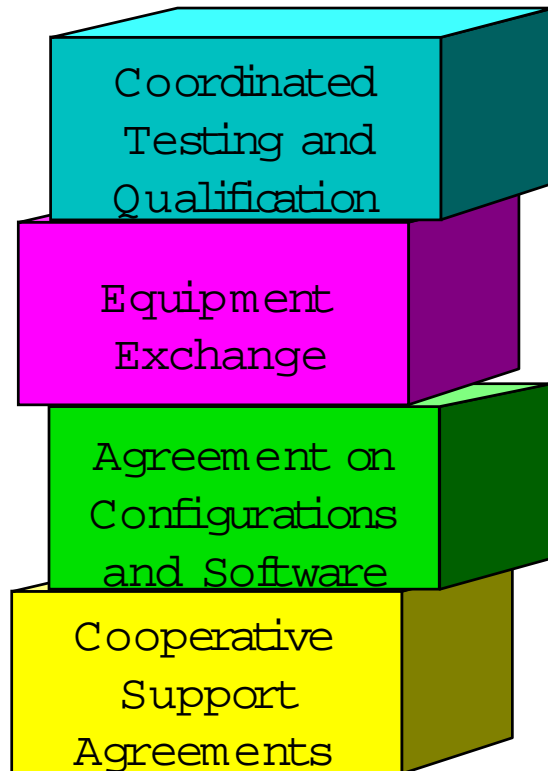 Coordinated
Testing and
Qualification
Equipment
Exchange
Agreement on
Configurations
and Software
Cooperative
Support
Agreements